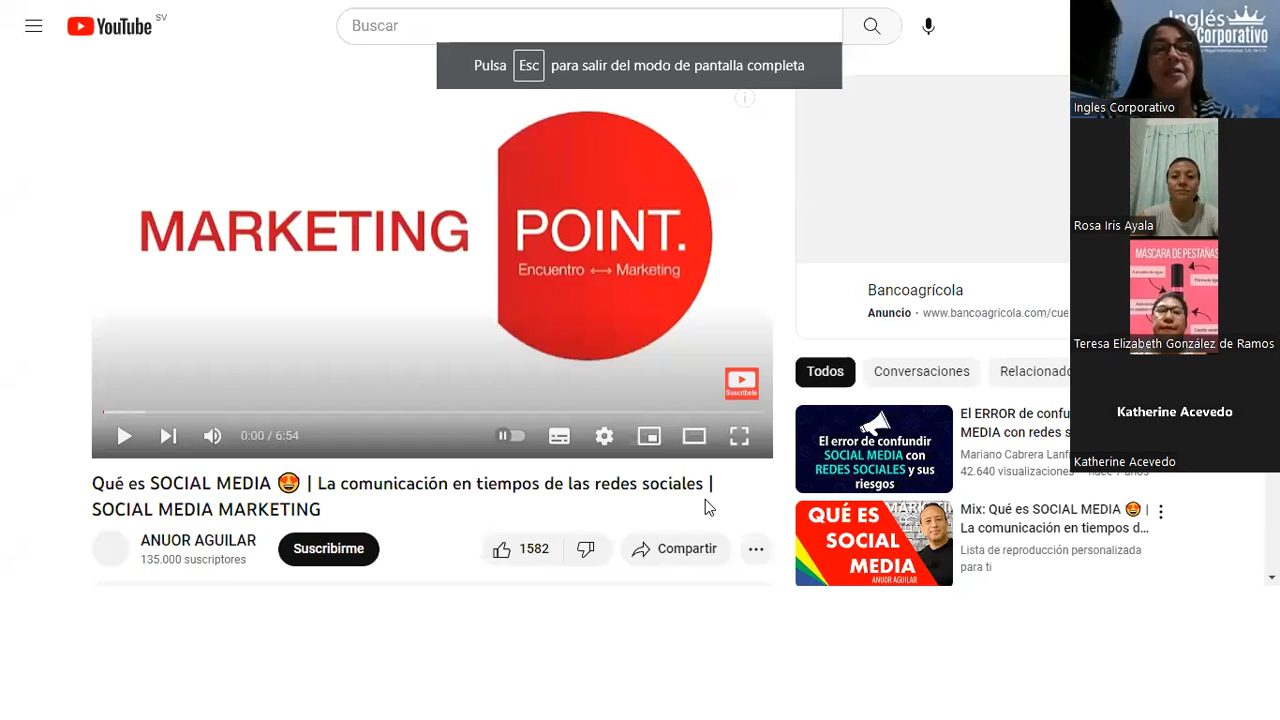 YouTube SV
Buscar
Pulsa Esc para salir del modo de pantalla completa
MARKETING POINT.
Encuentro ⟷ Marketing
Suscríbete
0:00 / 6:54
Qué es SOCIAL MEDIA 😍 | La comunicación en tiempos de las redes sociales |
SOCIAL MEDIA MARKETING
ANUOR AGUILAR
135.000 suscriptores
Suscribirme
1582
Compartir
Bancoagrícola
Anuncio · www.bancoagricola.com/cue
Todos
Conversaciones
Relacionado
El error de confundir
SOCIAL MEDIA con
REDES SOCIALES y sus
riesgos
El ERROR de confu
MEDIA con redes s
Mariano Cabrera Lanfr
42.640 visualizaciones
QUÉ ES
SOCIAL
MEDIA
ANUOR AGUILAR
Mix: Qué es SOCIAL MEDIA 😍 |
La comunicación en tiempos d...
Lista de reproducción personalizada
para ti
Inglés
Corporativo
Ingles Corporativo
Rosa Iris Ayala
MÁSCARA DE PESTAÑAS
Teresa Elizabeth González de Ramos
Katherine Acevedo
Katherine Acevedo